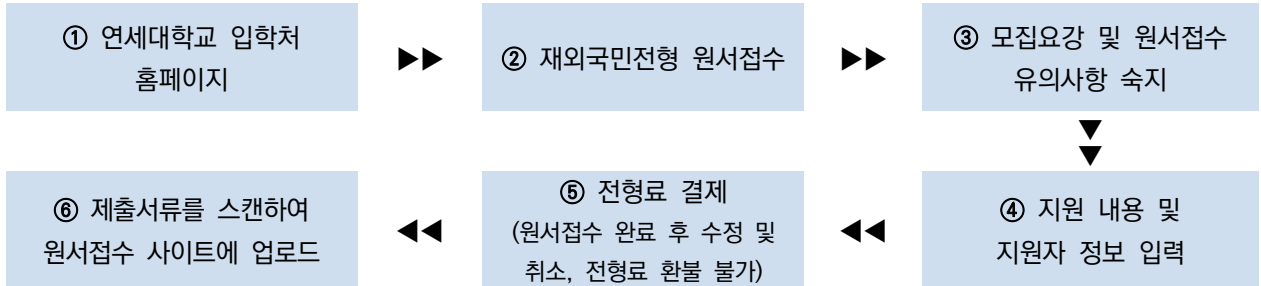 ① 연세대학교 입학처
홈페이지
▶▶
② 재외국민전형 원서접수
▶▶
③ 모집요강 및 원서접수
유의사항 숙지
▼
▼
④ 지원 내용 및
지원자 정보 입력
◀◀
⑤ 전형료 결제
(원서접수 완료 후 수정 및
취소, 전형료 환불 불가)
◀◀
⑥ 제출서류를 스캔하여
원서접수 사이트에 업로드